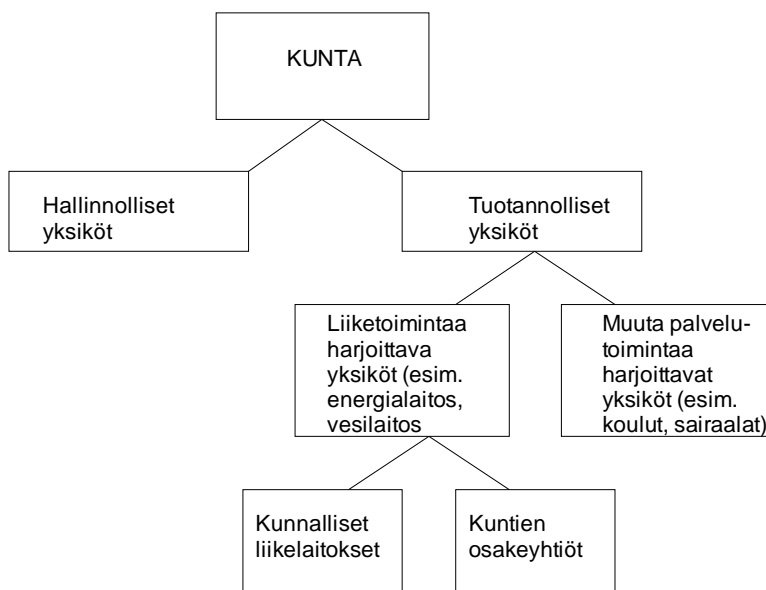 KUNTA
Hallinnolliset
yksiköt
Tuotannolliset
yksiköt
Liiketoimintaa
harjoittava
yksiköt (esim.
energialaitos,
vesilaitos
Muuta palvelu-
toimintaa
harjoittavat
yksiköt (esim.
koulut, sairaalat)
Kunnalliset
liikelaitokset
Kuntien
osakeyhtiöt